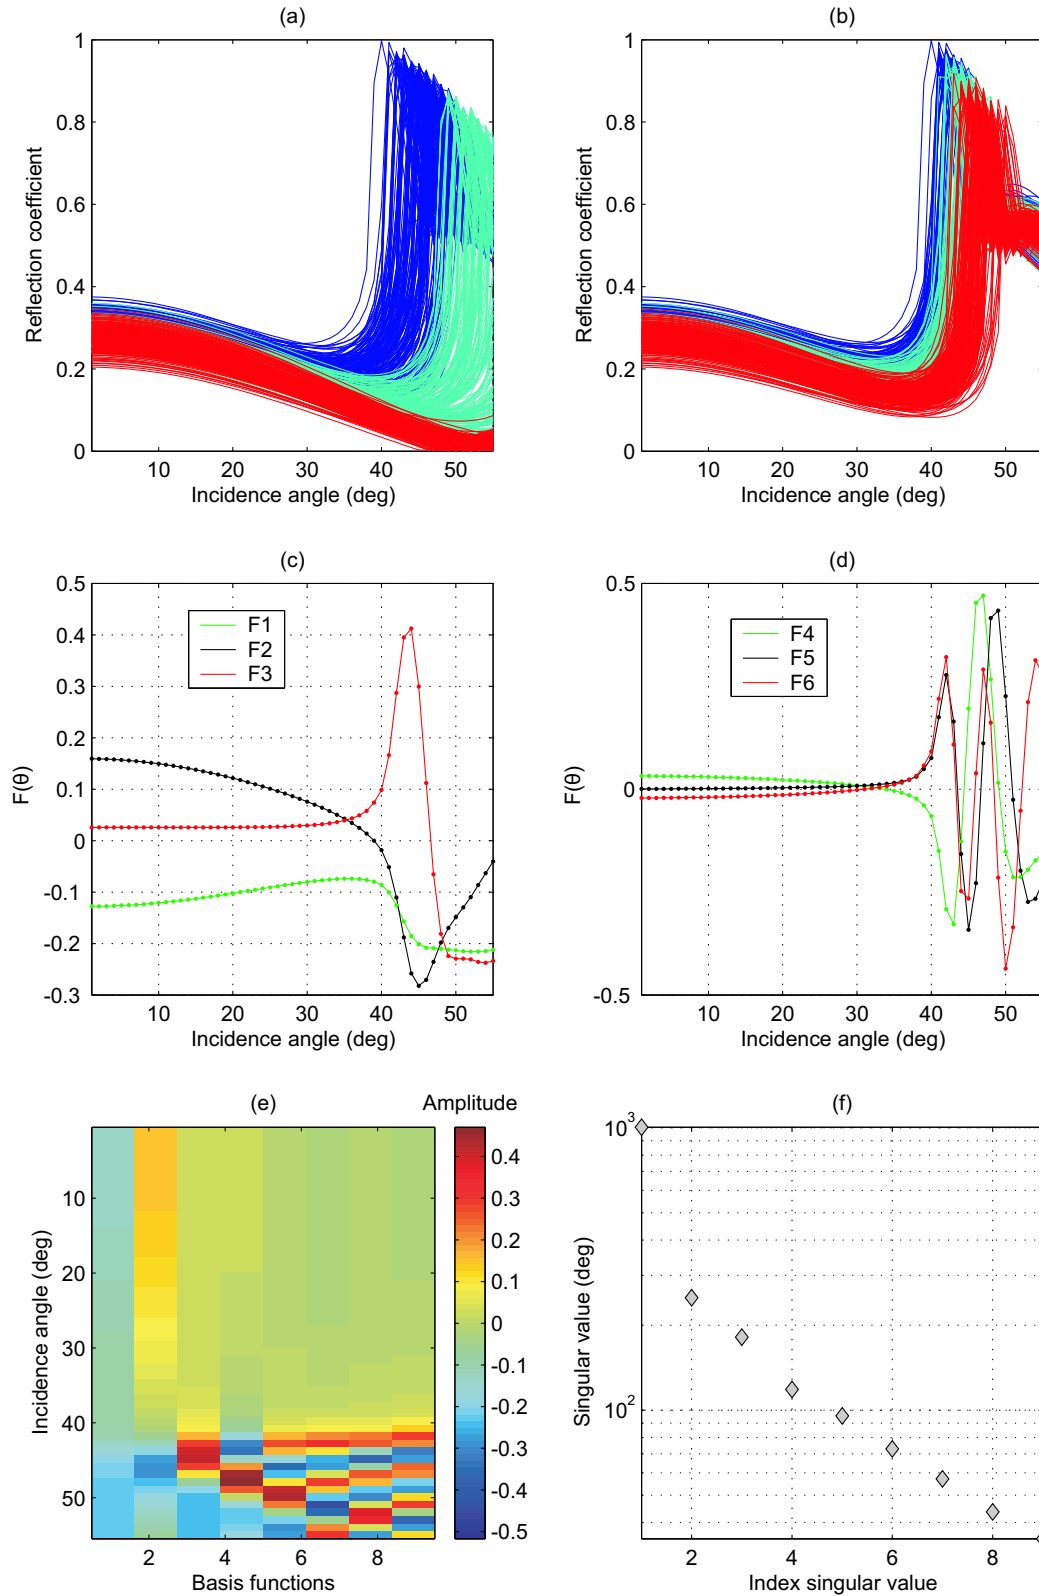 (a)
1
0.8
0.6
0.4
0.2
0
Reflection coefficient
10 20 30 40 50
Incidence angle (deg)
(b)
1
0.8
0.6
0.4
0.2
0
Reflection coefficient
10 20 30 40 50
Incidence angle (deg)
(c)
0.5
0.4
0.3
0.2
0.1
0
-0.1
-0.2
-0.3
F(θ)
F1
F2
F3
10 20 30 40 50
Incidence angle (deg)
(d)
0.5
0
-0.5
F(θ)
F4
F5
F6
10 20 30 40 50
Incidence angle (deg)
(e)
Amplitude
10
20
30
40
50
Incidence angle (deg)
2 4 6 8
Basis functions
0.4
0.3
0.2
0.1
0
-0.1
-0.2
-0.3
-0.4
-0.5
(f)
10^3
10^2
Singular value (deg)
2 4 6 8
Index singular value